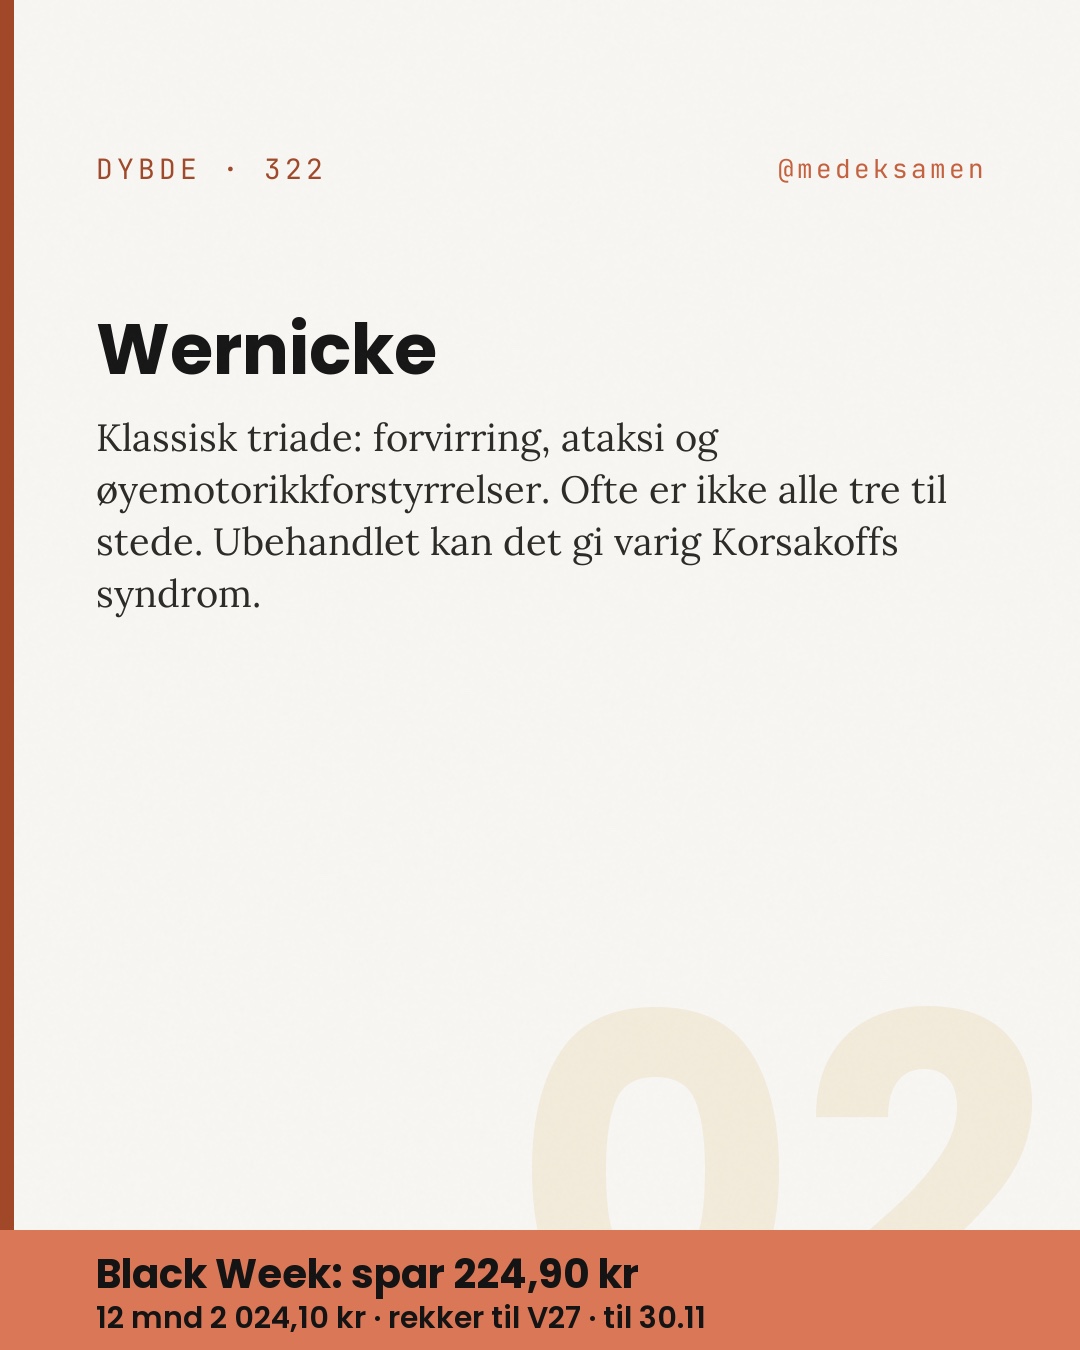 DYBDE · 322
@medeksamen
Wernicke
Klassisk triade: forvirring, ataksi og
øyemotorikkforstyrrelser. Ofte er ikke alle tre til
stede. Ubehandlet kan det gi varig Korsakoffs
syndrom.
02
Black Week: spar 224,90 kr
12 mnd 2 024,10 kr · rekker til V27 · til 30.11